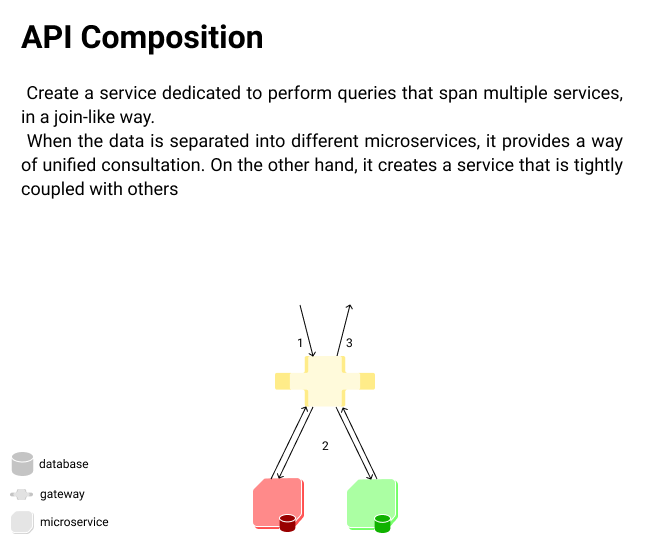 API Composition
Create a service dedicated to perform queries that span multiple services,
in a join-like way.
When the data is separated into different microservices, it provides a way
of unified consultation. On the other hand, it creates a service that is tightly
coupled with others
1
3
2
database
gateway
microservice